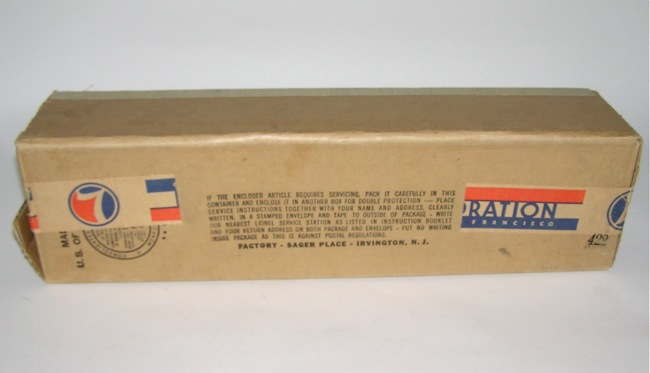 IF THE ENCLOSED ARTICLE REQUIRES SERVICING, PACK IT CAREFULLY IN THIS
CONTAINER AND ENCLOSE IT IN ANOTHER BOX FOR DOUBLE PROTECTION — PLACE
SERVICE INSTRUCTIONS TOGETHER WITH YOUR NAME AND ADDRESS, CLEARLY
WRITTEN, IN A STAMPED ENVELOPE AND TAPE TO OUTSIDE OF PACKAGE - WRITE
OUR NEAREST LIONEL SERVICE STATION AS LISTED IN INSTRUCTION BOOKLET
AND YOUR RETURN ADDRESS ON BOTH PACKAGE AND ENVELOPE - PUT NO WRITING
INSIDE PACKAGE AS THIS IS AGAINST POSTAL REGULATIONS.
FACTORY - SAGER PLACE - IRVINGTON, N. J.
L
MAD
U.S. OF
ORATION
FRANCISCO